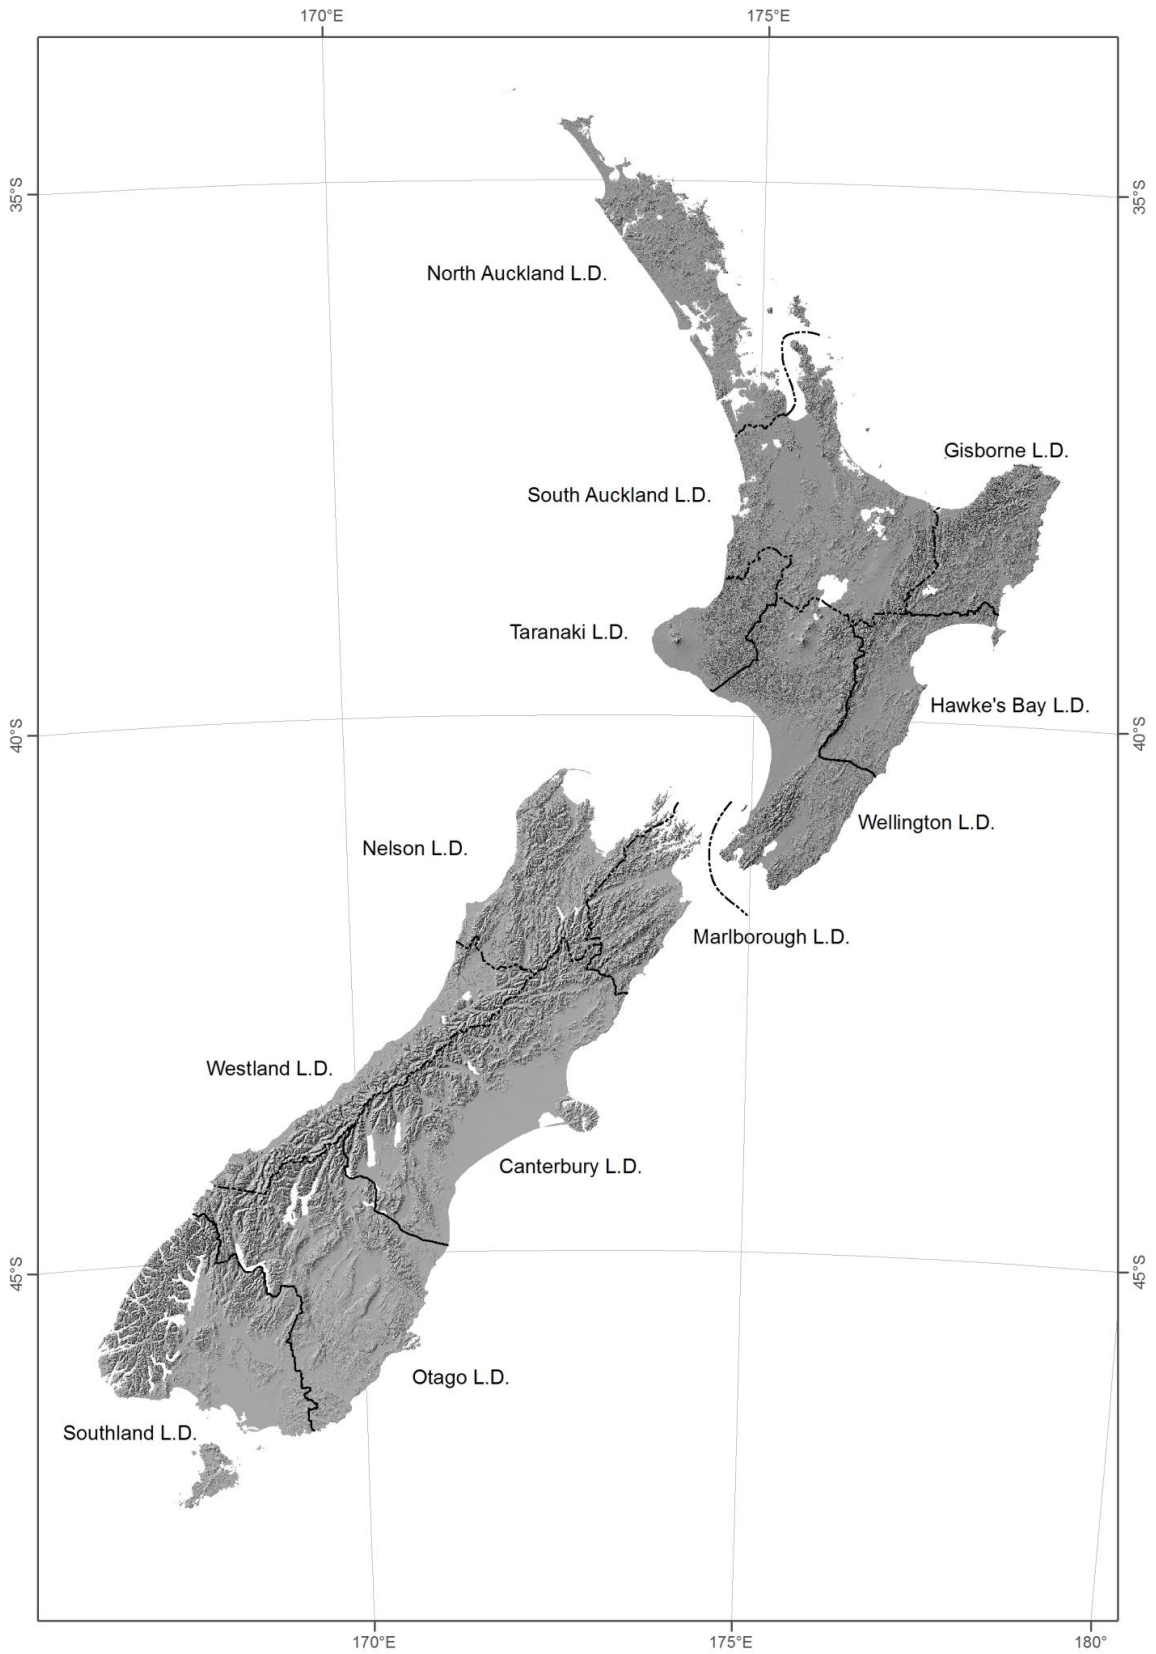 170°E
175°E
35°S
35°S
North Auckland L.D.
Gisborne L.D.
South Auckland L.D.
Taranaki L.D.
Hawke's Bay L.D.
40°S
40°S
Wellington L.D.
Nelson L.D.
Marlborough L.D.
Westland L.D.
Canterbury L.D.
45°S
45°S
Otago L.D.
Southland L.D.
170°E
175°E
180°